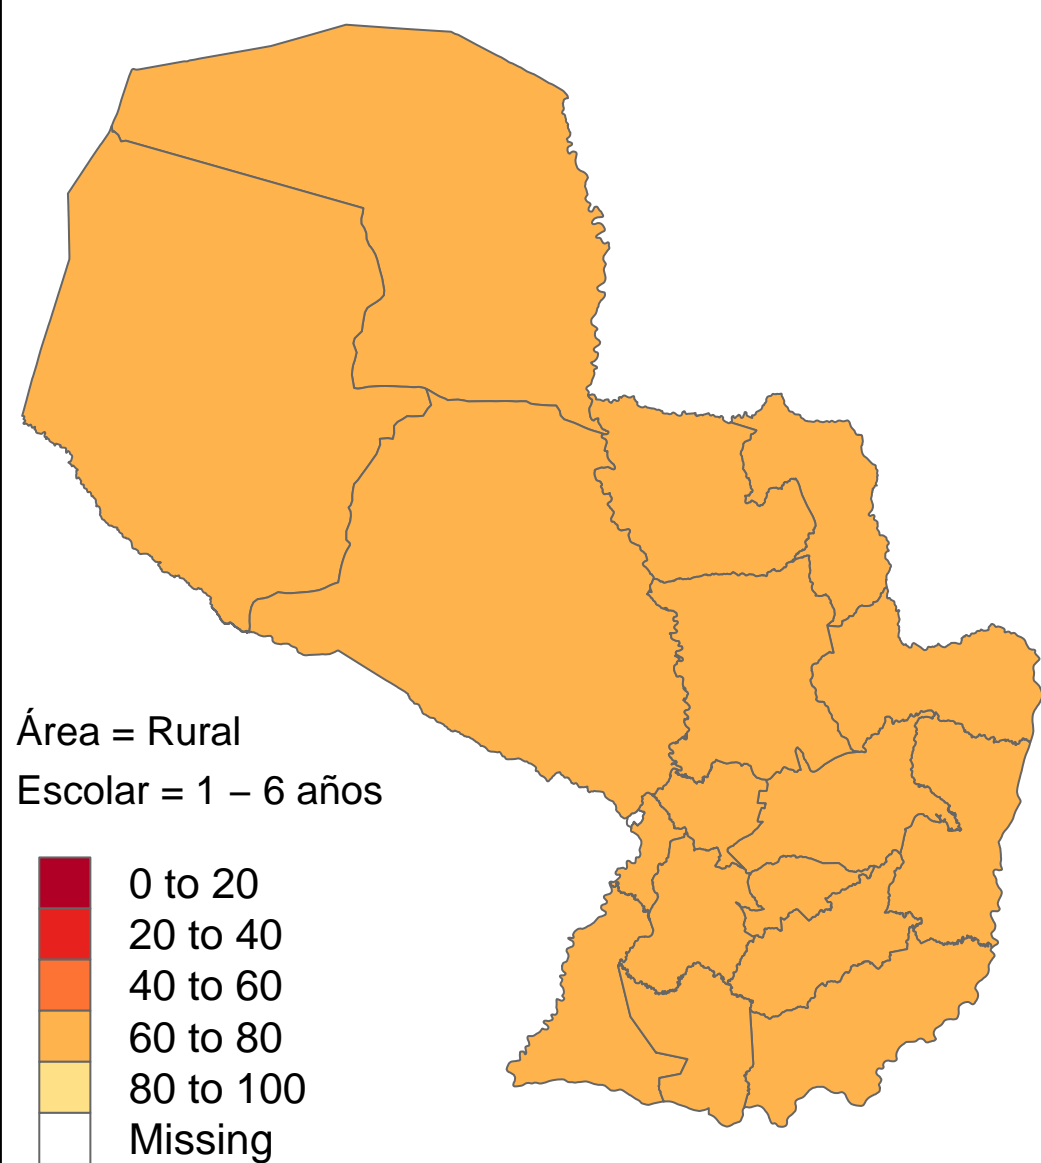 Área = Rural
Escolar = 1 – 6 años
0 to 20
20 to 40
40 to 60
60 to 80
80 to 100
Missing